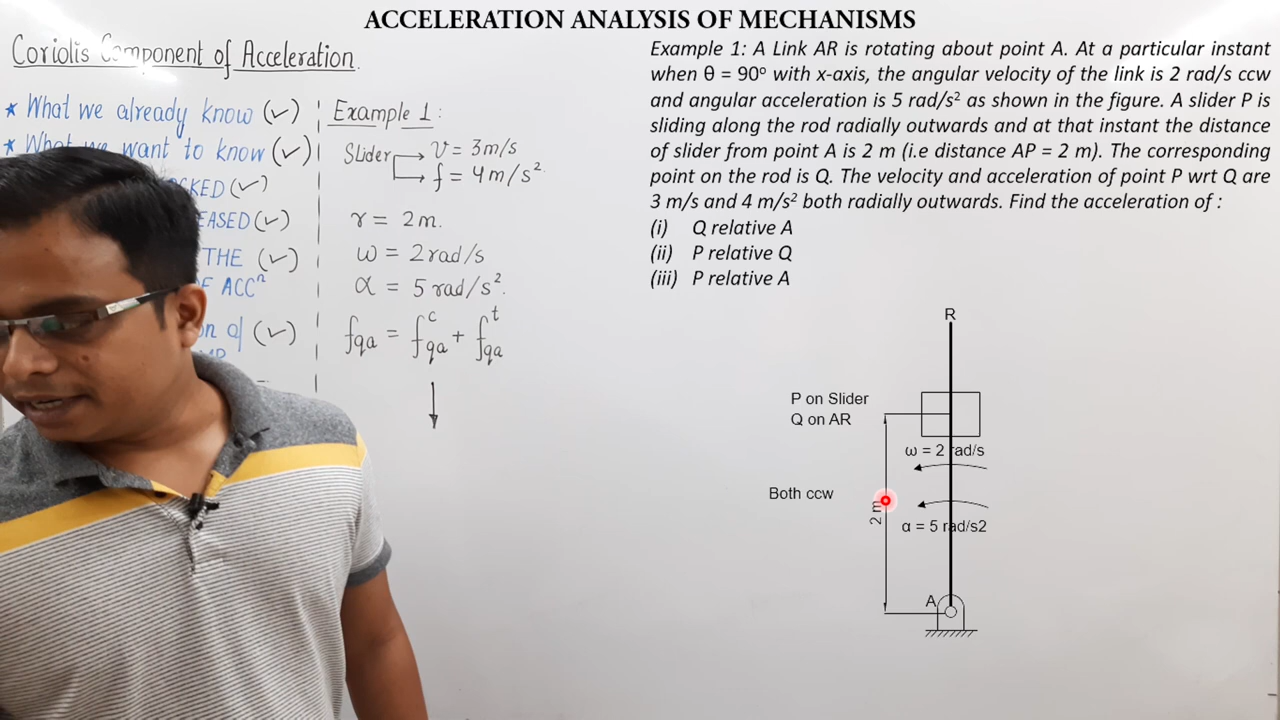 ACCELERATION ANALYSIS OF MECHANISMS
Coriolis Component of Acceleration
* What we already know (✓)
* What we want to know (✓)
CKED (✓)
EASED (✓)
THE (✓)
OF ACCⁿ
on of (✓)
Example 1:
Slider → v = 3m/s
→ f = 4 m/s².
r = 2m.
ω = 2rad/s
α = 5 rad/s².
fqa = fᶜqa + fᵗqa
Example 1: A Link AR is rotating about point A. At a particular instant
when θ = 90º with x-axis, the angular velocity of the link is 2 rad/s ccw
and angular acceleration is 5 rad/s² as shown in the figure. A slider P is
sliding along the rod radially outwards and at that instant the distance
of slider from point A is 2 m (i.e distance AP = 2 m). The corresponding
point on the rod is Q. The velocity and acceleration of point P wrt Q are
3 m/s and 4 m/s² both radially outwards. Find the acceleration of :
(i) Q relative A
(ii) P relative Q
(iii) P relative A
R
P on Slider
Q on AR
ω = 2 rad/s
Both ccw
2 m
α = 5 rad/s2
A